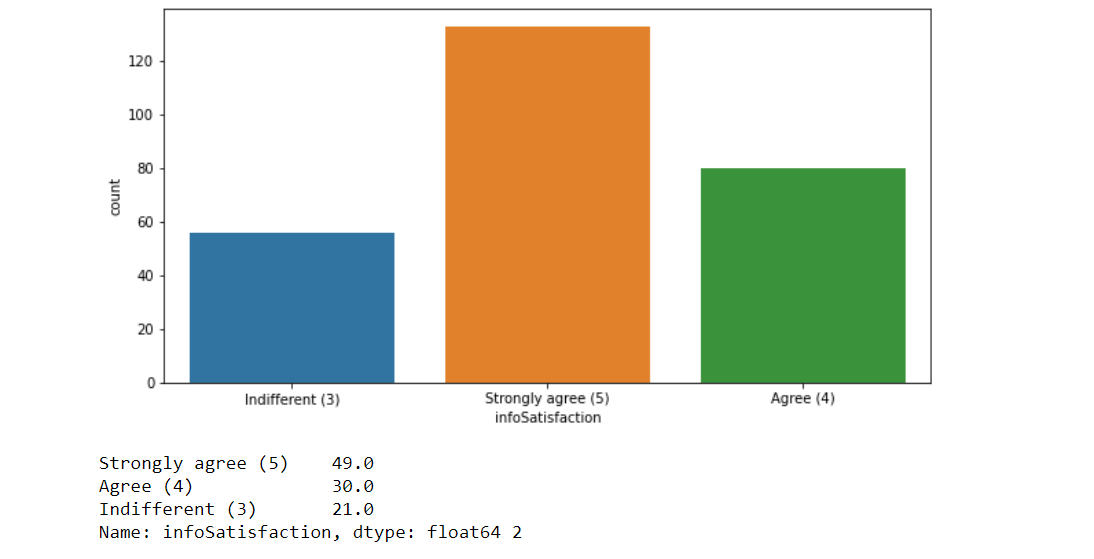 120
100
80
60
40
20
0
count
Indifferent (3) Strongly agree (5) Agree (4)
infoSatisfaction
Strongly agree (5) 49.0
Agree (4) 30.0
Indifferent (3) 21.0
Name: infoSatisfaction, dtype: float64 2